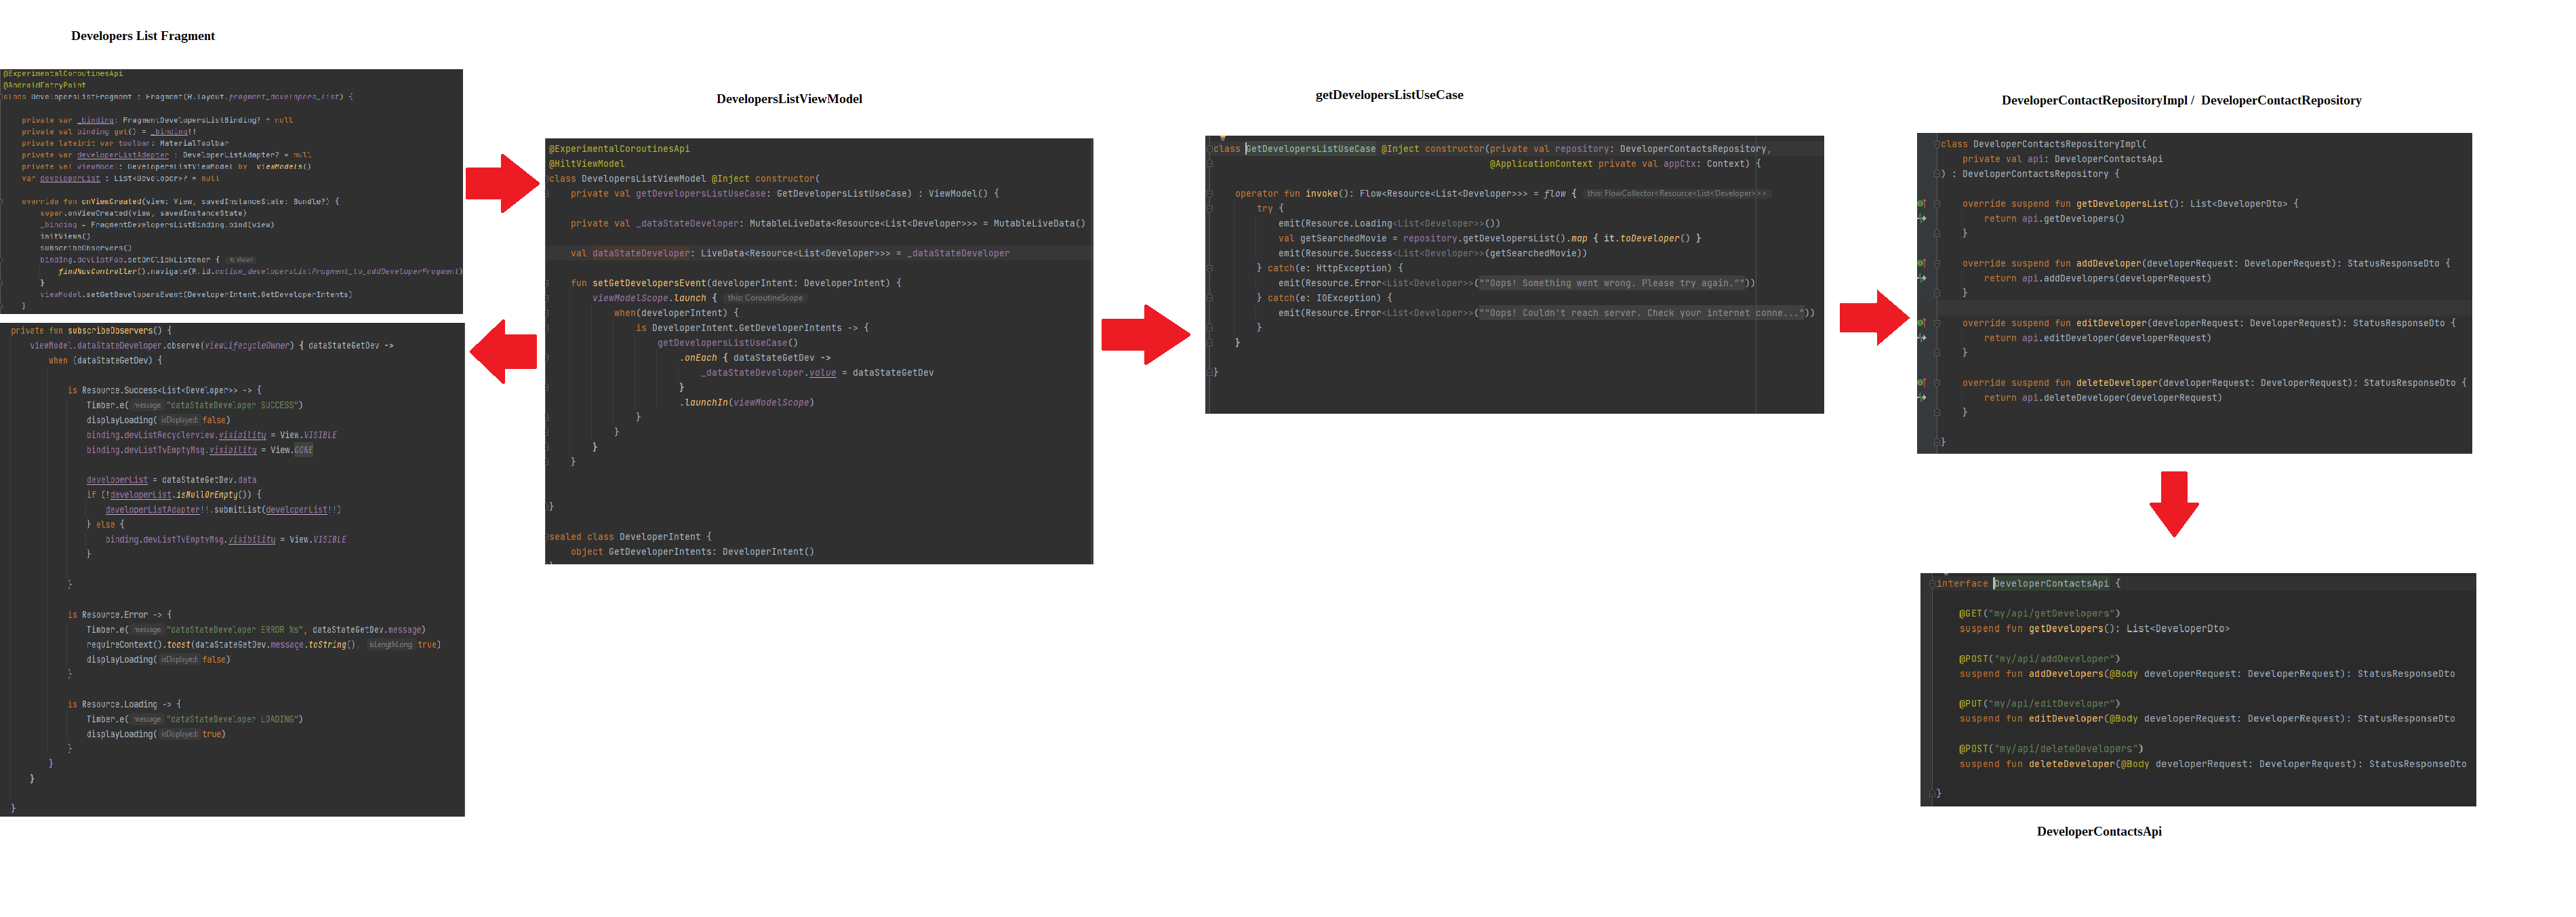 Developers List Fragment
@ExperimentalCoroutinesApi
@AndroidEntryPoint
class DevelopersListFragment : Fragment(R.layout.fragment_developers_list) {
private var _binding: FragmentDevelopersListBinding? = null
private val binding get() = _binding!!
private lateinit var toolbar: MaterialToolbar
private var developerListAdapter : DeveloperListAdapter? = null
private val viewModel: DevelopersListViewModel by viewModels()
var developerList : List<Developer>? = null
override fun onViewCreated(view: View, savedInstanceState: Bundle?) {
super.onViewCreated(view, savedInstanceState)
_binding = FragmentDevelopersListBinding.bind(view)
initViews()
subscribeObservers()
binding.devListFab.setOnClickListener { it: View!
findNavController().navigate(R.id.action_developersListFragment_to_addDeveloperFragment)
}
viewModel.setGetDevelopersEvent(DeveloperIntent.GetDeveloperIntents)
}
private fun subscribeObservers() {
viewModel.dataStateDeveloper.observe(viewLifecycleOwner) { dataStateGetDev ->
when (dataStateGetDev) {
is Resource.Success<List<Developer>> -> {
Timber.e( message: "dataStateDeveloper SUCCESS")
displayLoading( isDisplayed: false)
binding.devListRecyclerview.visibility = View.VISIBLE
binding.devListTvEmptyMsg.visibility = View.GONE
developerList = dataStateGetDev.data
if (!developerList.isNullOrEmpty()) {
developerListAdapter!!.submitList(developerList!!)
} else {
binding.devListTvEmptyMsg.visibility = View.VISIBLE
}
}
is Resource.Error -> {
Timber.e( message: "dataStateDeveloper ERROR %s", dataStateGetDev.message)
requireContext().toast(dataStateGetDev.message.toString(), isLengthLong: true)
displayLoading( isDisplayed: false)
}
is Resource.Loading -> {
Timber.e( message: "dataStateDeveloper LOADING")
displayLoading( isDisplayed: true)
}
}
}
}
DevelopersListViewModel
@ExperimentalCoroutinesApi
@HiltViewModel
class DevelopersListViewModel @Inject constructor(
private val getDevelopersListUseCase: GetDevelopersListUseCase) : ViewModel() {
private val _dataStateDeveloper: MutableLiveData<Resource<List<Developer>>> = MutableLiveData()
val dataStateDeveloper: LiveData<Resource<List<Developer>>> = _dataStateDeveloper
fun setGetDevelopersEvent(developerIntent: DeveloperIntent) {
viewModelScope.launch { this: CoroutineScope
when(developerIntent) {
is DeveloperIntent.GetDeveloperIntents -> {
getDevelopersListUseCase()
.onEach { dataStateGetDev ->
_dataStateDeveloper.value = dataStateGetDev
}
.launchIn(viewModelScope)
}
}
}
}
}
sealed class DeveloperIntent {
object GetDeveloperIntents: DeveloperIntent()
getDevelopersListUseCase
class GetDevelopersListUseCase @Inject constructor(private val repository: DeveloperContactsRepository,
@ApplicationContext private val appCtx: Context) {
operator fun invoke(): Flow<Resource<List<Developer>>> = flow { this: FlowCollector<Resource<List<Developer>>>
try {
emit(Resource.Loading<List<Developer>>())
val getSearchedMovie = repository.getDevelopersList().map { it.toDeveloper() }
emit(Resource.Success<List<Developer>>(getSearchedMovie))
} catch(e: HttpException) {
emit(Resource.Error<List<Developer>>(""Oops! Something went wrong. Please try again.""))
} catch(e: IOException) {
emit(Resource.Error<List<Developer>>(""Oops! Couldn't reach server. Check your internet conne..."))
}
}
}
DeveloperContactRepositoryImpl / DeveloperContactRepository
class DeveloperContactsRepositoryImpl(
private val api: DeveloperContactsApi
) : DeveloperContactsRepository {
override suspend fun getDevelopersList(): List<DeveloperDto> {
return api.getDevelopers()
}
override suspend fun addDeveloper(developerRequest: DeveloperRequest): StatusResponseDto {
return api.addDevelopers(developerRequest)
}
override suspend fun editDeveloper(developerRequest: DeveloperRequest): StatusResponseDto {
return api.editDeveloper(developerRequest)
}
override suspend fun deleteDeveloper(developerRequest: DeveloperRequest): StatusResponseDto {
return api.deleteDeveloper(developerRequest)
}
}
interface DeveloperContactsApi {
@GET("my/api/getDevelopers")
suspend fun getDevelopers(): List<DeveloperDto>
@POST("my/api/addDeveloper")
suspend fun addDevelopers(@Body developerRequest: DeveloperRequest): StatusResponseDto
@PUT("my/api/editDeveloper")
suspend fun editDeveloper(@Body developerRequest: DeveloperRequest): StatusResponseDto
@POST("my/api/deleteDevelopers")
suspend fun deleteDeveloper(@Body developerRequest: DeveloperRequest): StatusResponseDto
}
DeveloperContactsApi